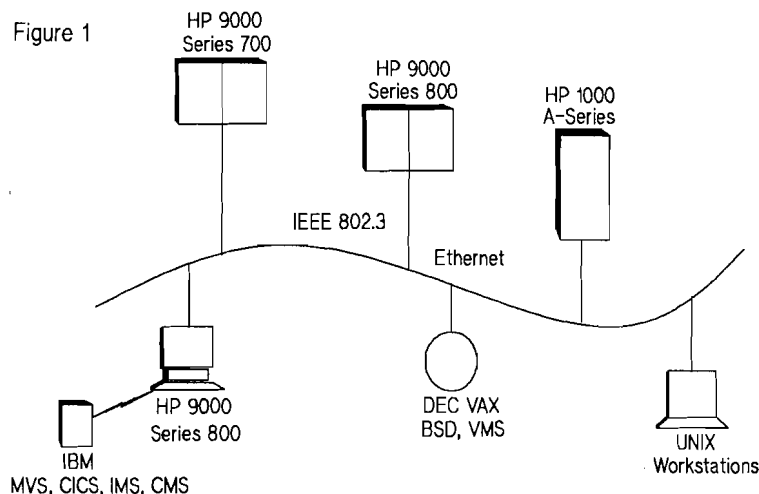 Figure 1
HP 9000
Series 700
HP 9000
Series 800
HP 1000
A-Series
IEEE 802.3
Ethernet
HP 9000
Series 800
IBM
MVS, CICS, IMS, CMS
DEC VAX
BSD, VMS
UNIX
Workstations